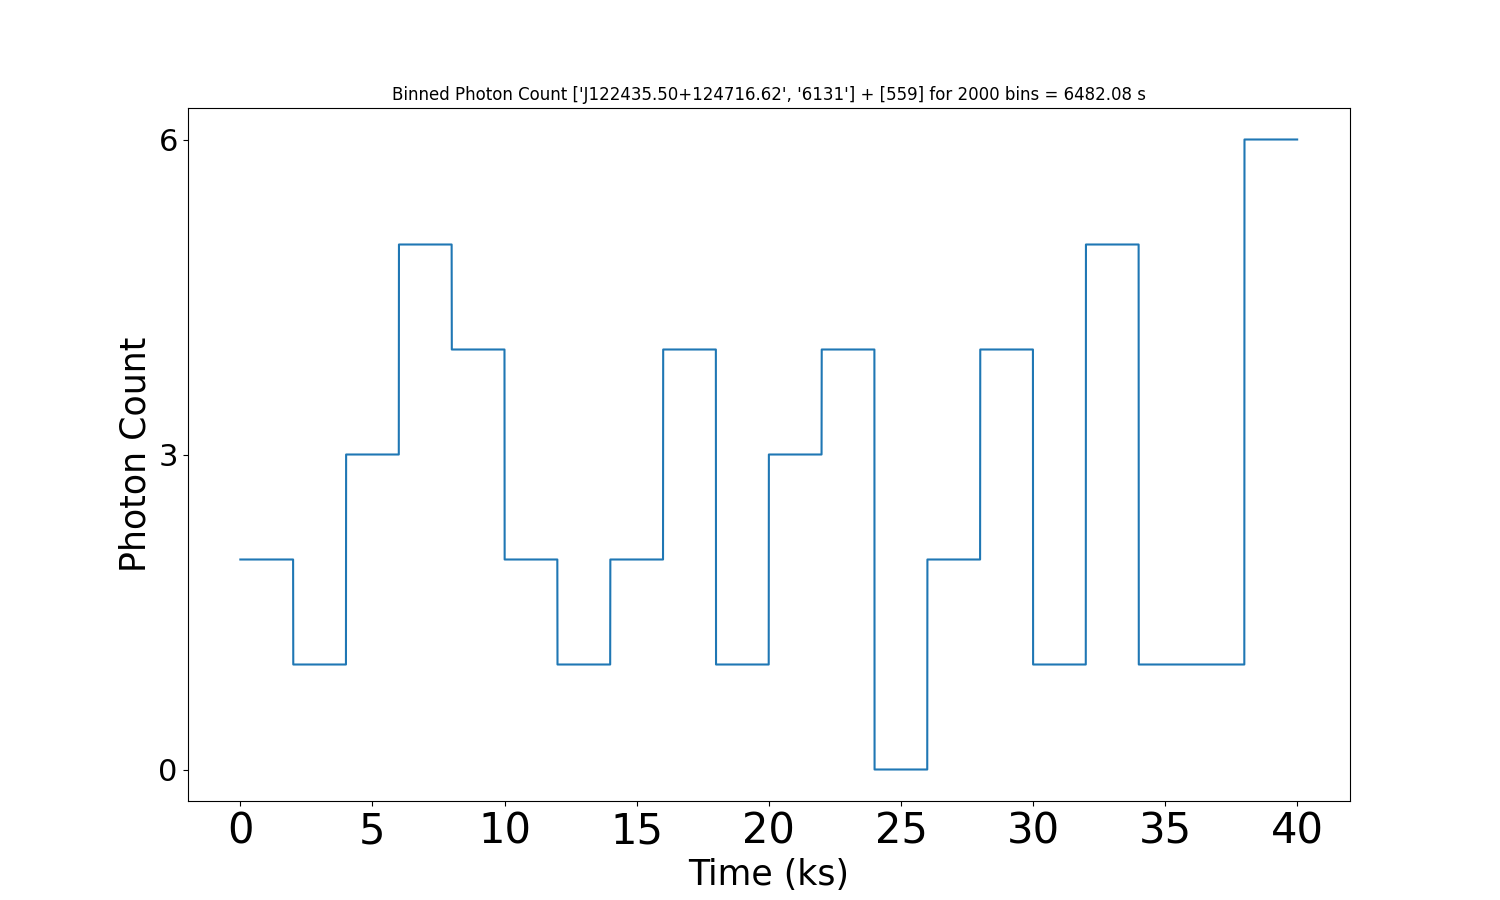 Binned Photon Count ['J122435.50+124716.62', '6131'] + [559] for 2000 bins = 6482.08 s
6
3
0
Photon Count
0 5 10 15 20 25 30 35 40
Time (ks)